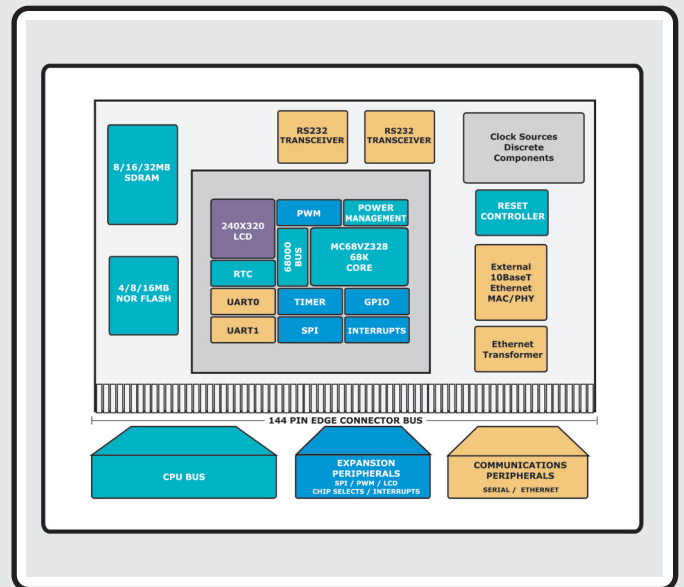 8/16/32MB
SDRAM
RS232
TRANSCEIVER
RS232
TRANSCEIVER
Clock Sources
Discrete
Components
240X320
LCD
PWM
POWER
MANAGEMENT
RESET
CONTROLLER
68000
BUS
MC68VZ328
68K
CORE
4/8/16MB
NOR FLASH
RTC
External
10BaseT
Ethernet
MAC/PHY
UART0
TIMER
GPIO
UART1
SPI
INTERRUPTS
Ethernet
Transformer
144 PIN EDGE CONNECTOR BUS
CPU BUS
EXPANSION
PERIPHERALS
SPI / PWM / LCD
CHIP SELECTS / INTERRUPTS
COMMUNICATIONS
PERIPHERALS
SERIAL / ETHERNET